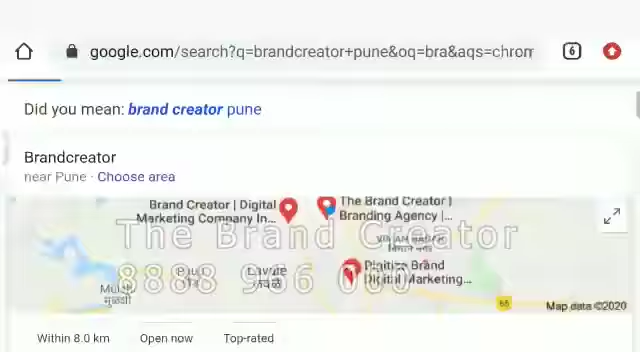 6
google.com/search?q=brandcreator+pune&oq=bra&aqs=chrom
Did you mean: brand creator pune
Brandcreator
near Pune · Choose area
Brand Creator | Digital
Marketing Company In...
The Brand Creator |
Branding Agency |...
The Brand Creator
Digitize Brand
Digital Marketing...
8888 966 000
Lavale
Mulshi
मुळशी
65
Map data ©2020
Within 8.0 km
Open now
Top-rated